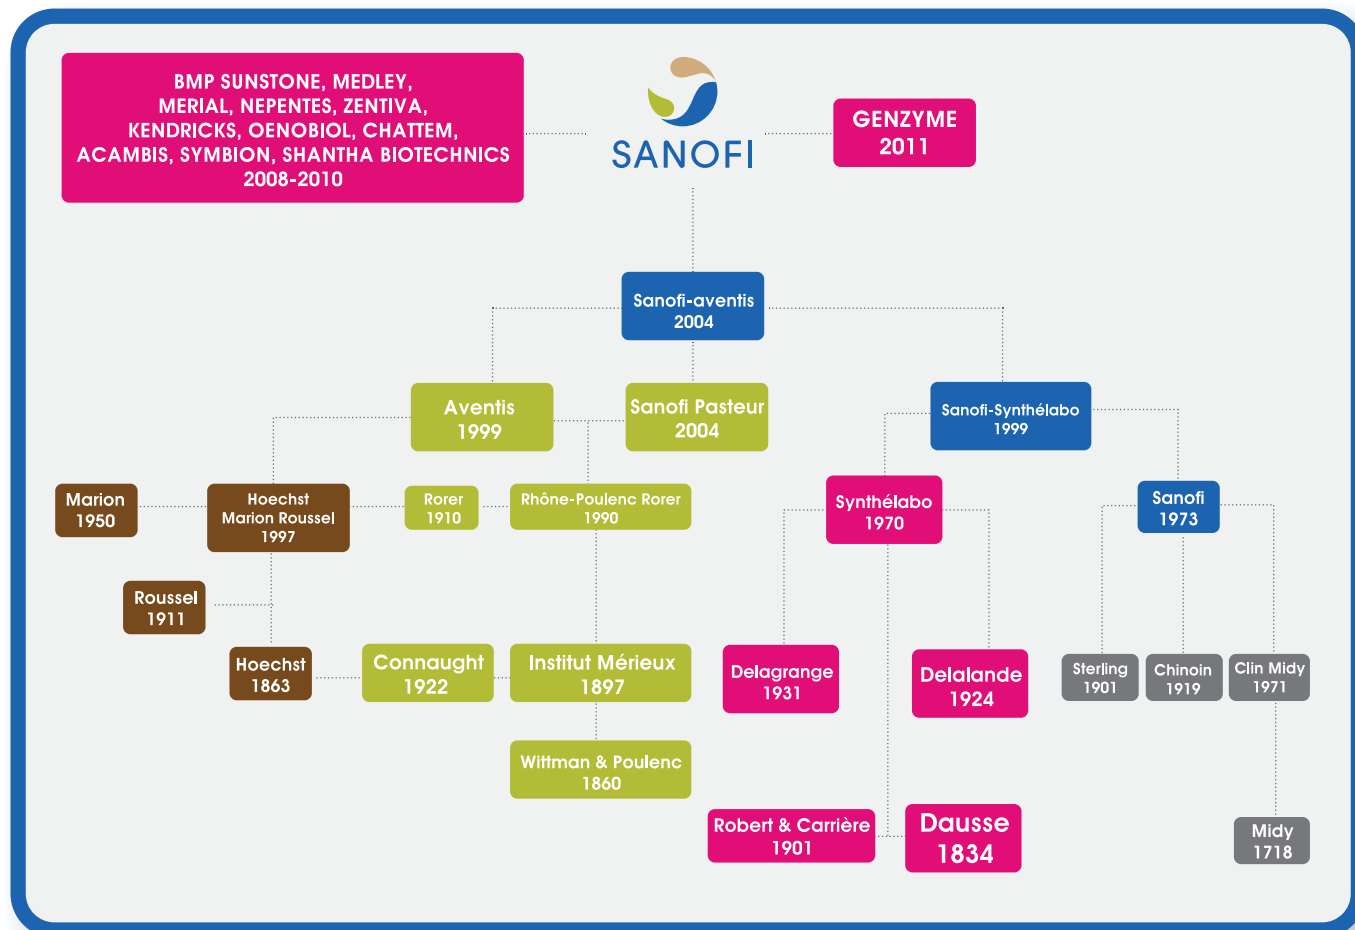 BMP SUNSTONE, MEDLEY,
MERIAL, NEPENTES, ZENTIVA,
KENDRICKS, OENOBIOL, CHATTEM,
ACAMBIS, SYMBION, SHANTHA BIOTECHNICS
2008-2010
SANOFI
GENZYME
2011
Sanofi-aventis
2004
Aventis
1999
Sanofi Pasteur
2004
Sanofi-Synthélabo
1999
Marion
1950
Hoechst
Marion Roussel
1997
Rorer
1910
Rhône-Poulenc Rorer
1990
Synthélabo
1970
Sanofi
1973
Roussel
1911
Hoechst
1863
Connaught
1922
Institut Mérieux
1897
Delagrange
1931
Delalande
1924
Sterling
1901
Chinoin
1919
Clin Midy
1971
Wittman & Poulenc
1860
Robert & Carrière
1901
Dausse
1834
Midy
1718